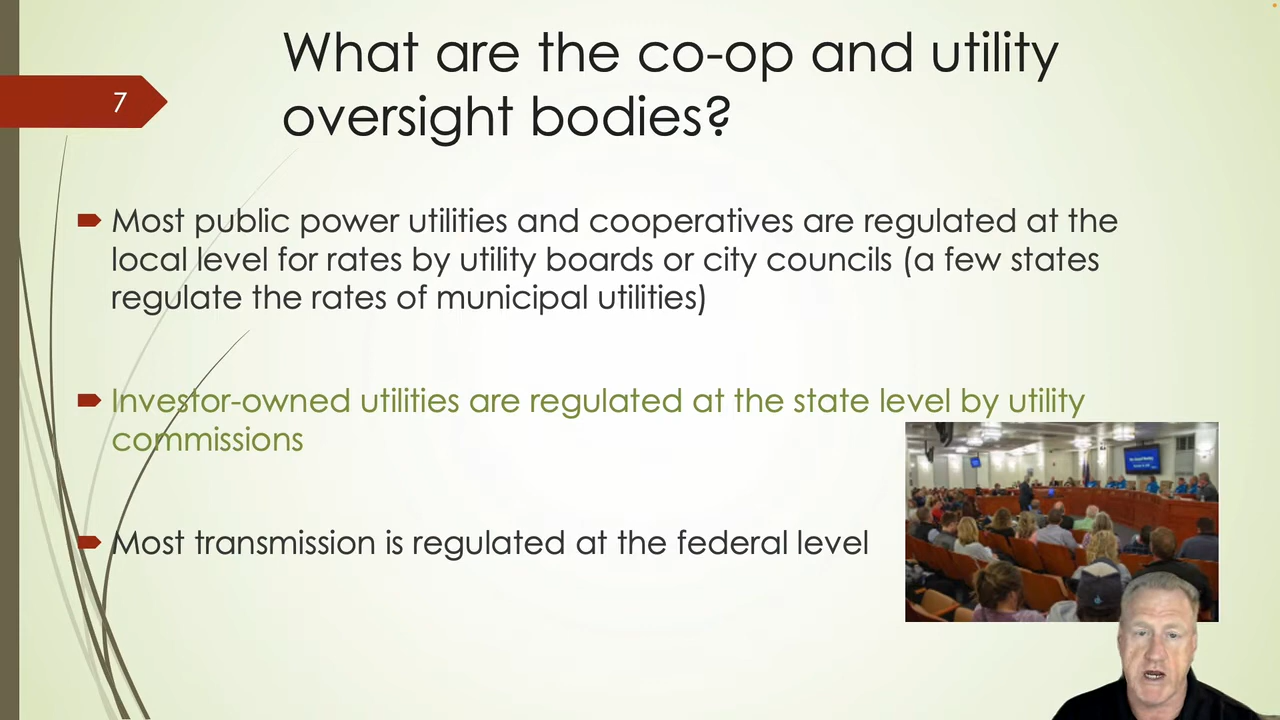 What are the co-op and utility
oversight bodies?
7
Most public power utilities and cooperatives are regulated at the
local level for rates by utility boards or city councils (a few states
regulate the rates of municipal utilities)
Investor-owned utilities are regulated at the state level by utility
commissions
Most transmission is regulated at the federal level